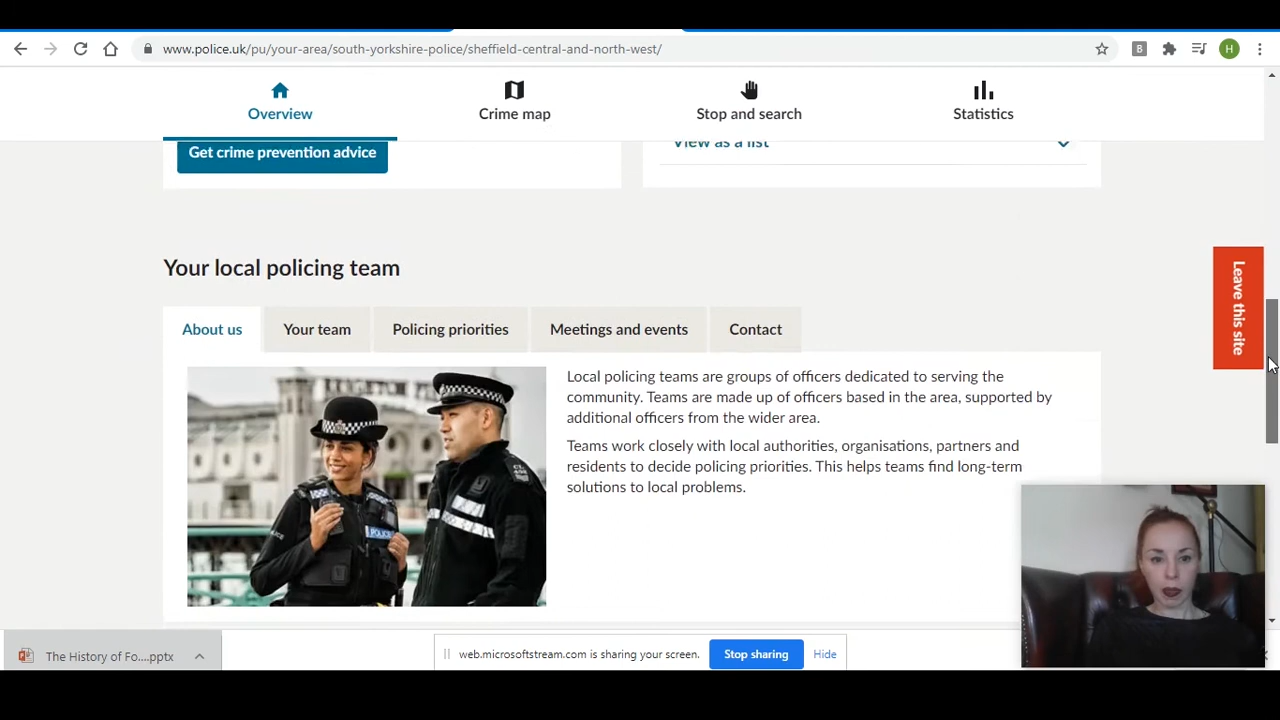 www.police.uk/pu/your-area/south-yorkshire-police/sheffield-central-and-north-west/
B
H
Overview
Crime map
Stop and search
Statistics
Get crime prevention advice
View as a list
Leave this site
Your local policing team
About us
Your team
Policing priorities
Meetings and events
Contact
Local policing teams are groups of officers dedicated to serving the
community. Teams are made up of officers based in the area, supported by
additional officers from the wider area.
Teams work closely with local authorities, organisations, partners and
residents to decide policing priorities. This helps teams find long-term
solutions to local problems.
POLICE
The History of Fo....pptx
web.microsoftstream.com is sharing your screen.
Stop sharing
Hide